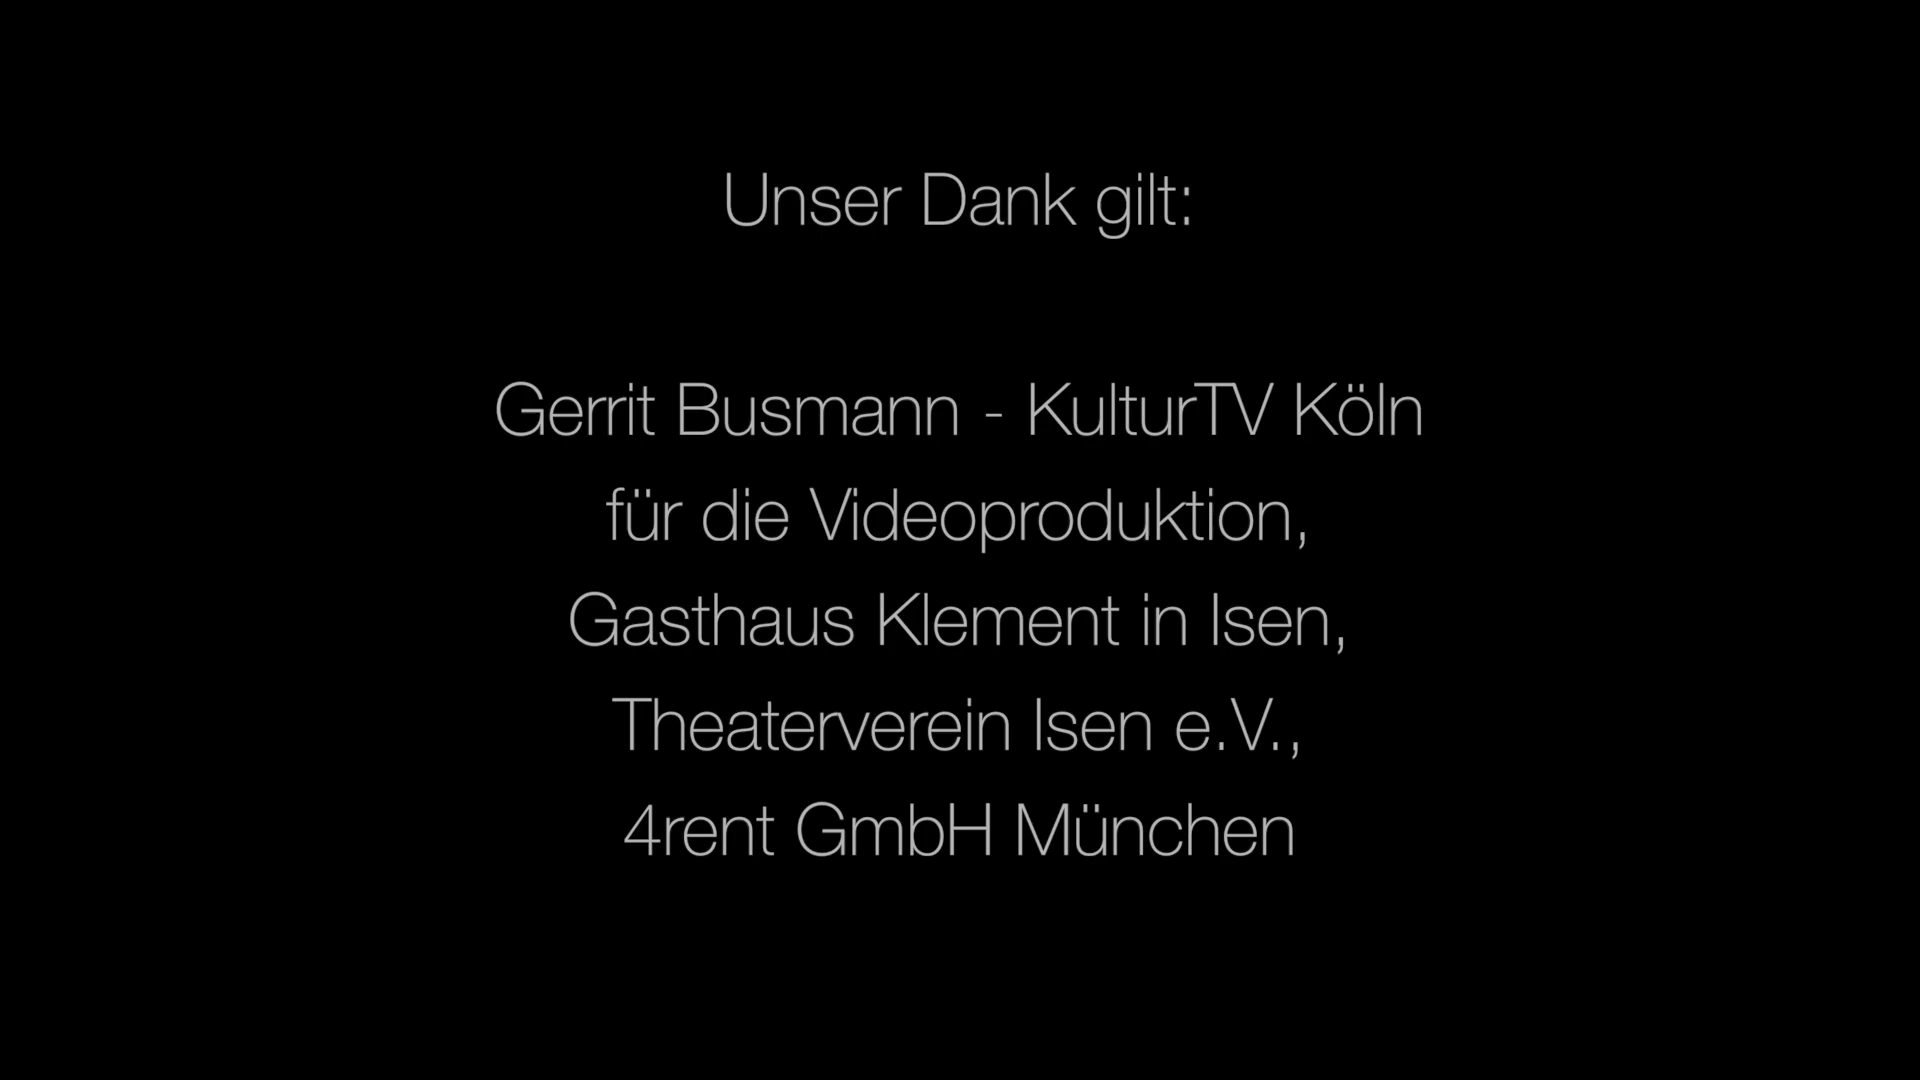 Unser Dank gilt:
Gerrit Busmann - KulturTV Köln
für die Videoproduktion,
Gasthaus Klement in Isen,
Theaterverein Isen e.V.,
4rent GmbH München